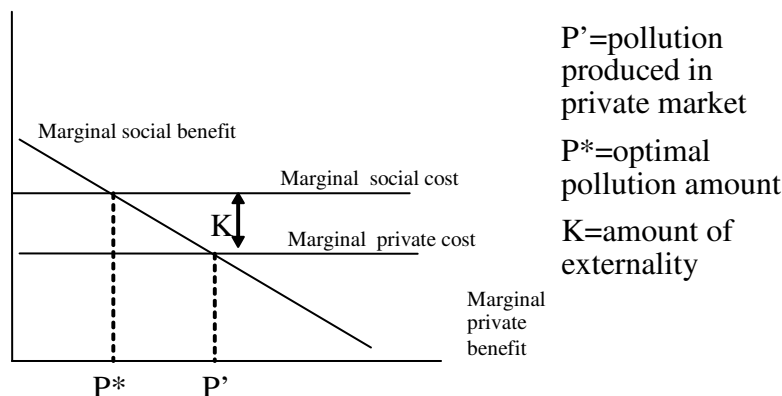 Marginal social benefit
Marginal  social cost
K
Marginal  private cost
Marginal
private
benefit
P*
P’
P’=pollution
produced in
private market
P*=optimal
pollution amount
K=amount of
externality